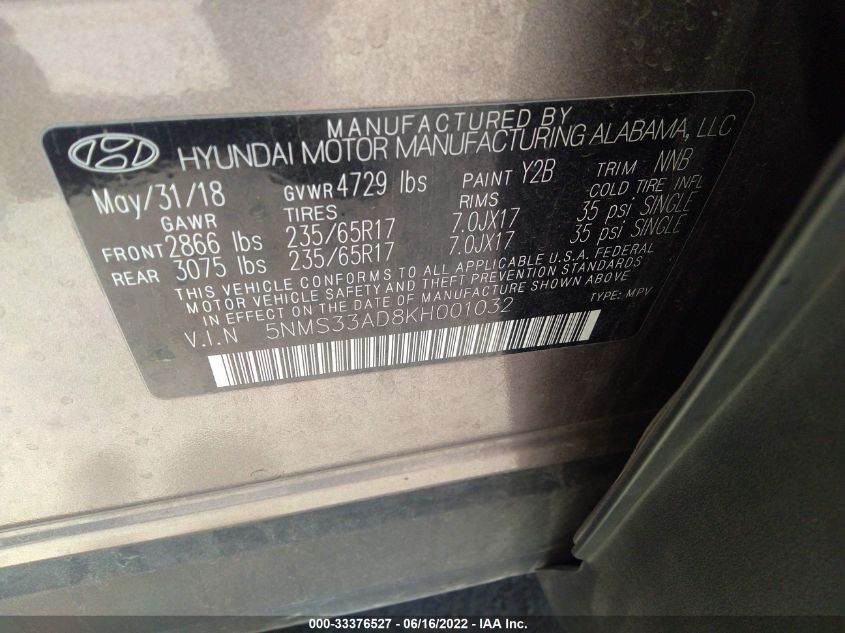 MANUFACTURED BY
HYUNDAI MOTOR MANUFACTURING ALABAMA, LLC
May/31/18 GVWR 4729 lbs PAINT Y2B TRIM NNB
GAWR TIRES RIMS COLD TIRE INFL
FRONT 2866 lbs 235/65R17 7.0JX17 35 psi SINGLE
REAR 3075 lbs 235/65R17 7.0JX17 35 psi SINGLE
THIS VEHICLE CONFORMS TO ALL APPLICABLE U.S.A. FEDERAL
MOTOR VEHICLE SAFETY AND THEFT PREVENTION STANDARDS
IN EFFECT ON THE DATE OF MANUFACTURE SHOWN ABOVE
V.I.N 5NMS33AD8KH001032 TYPE: MPV
000-33376527 - 06/16/2022 - IAA Inc.